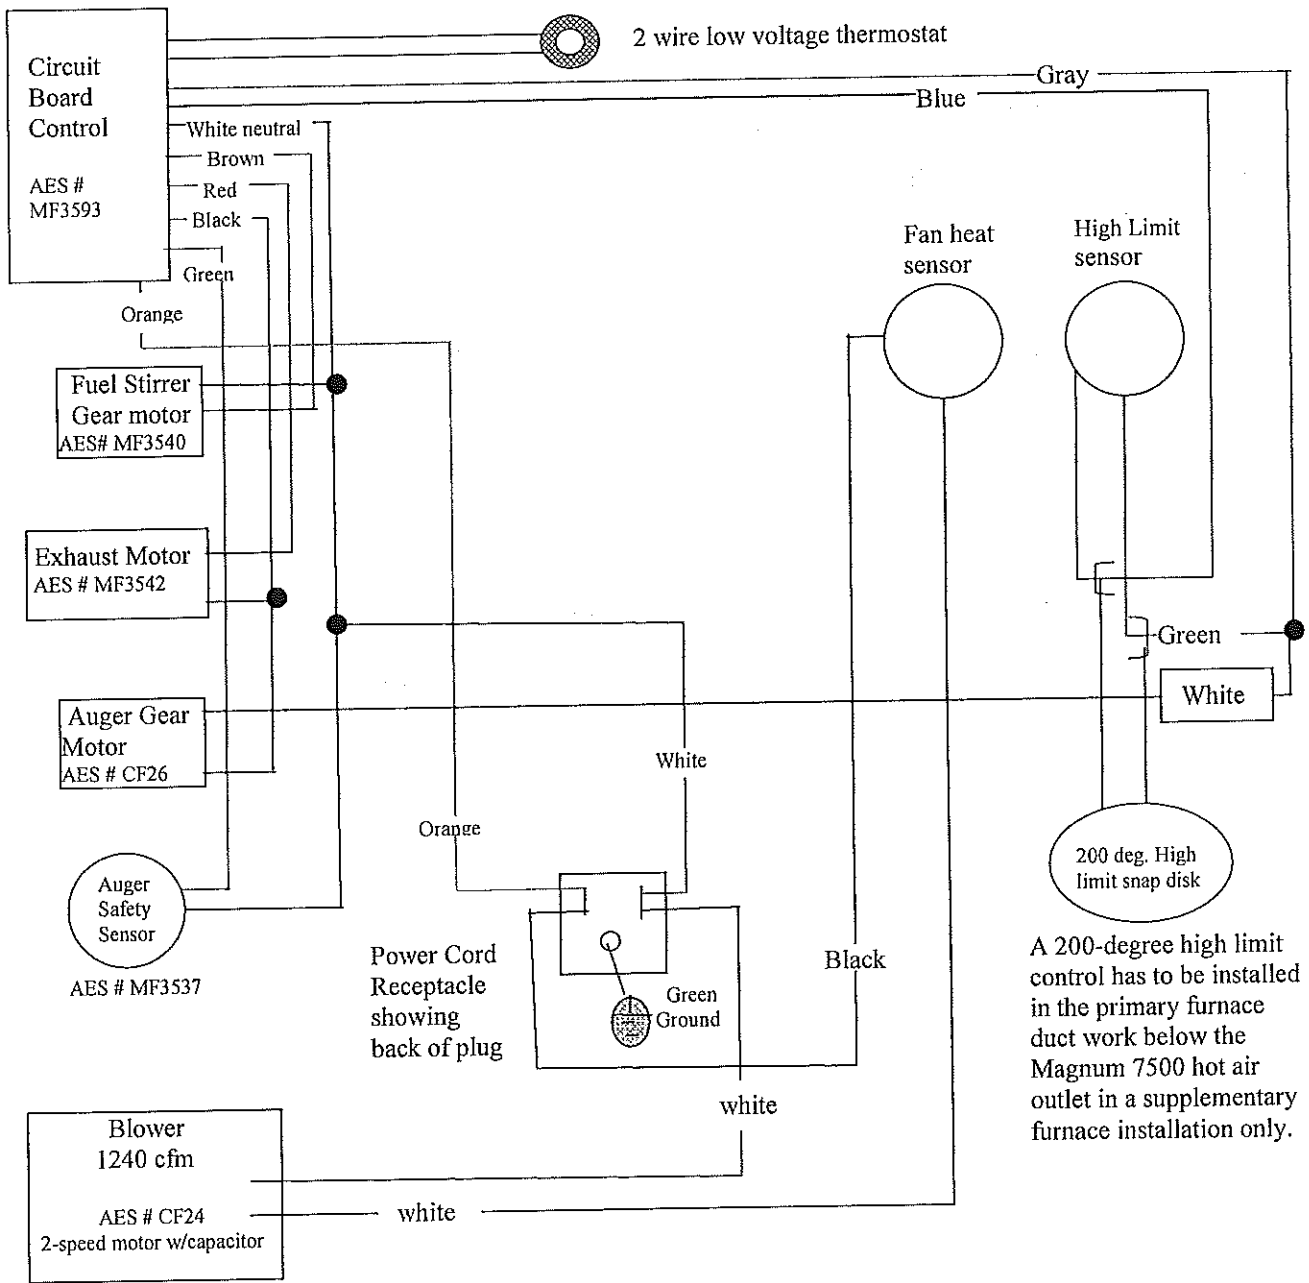 2 wire low voltage thermostat
Circuit
Board
Control
AES #
MF3593
Gray
Blue
White neutral
Brown
Red
Black
Green
Orange
Fan heat
sensor
High Limit
sensor
Fuel Stirrer
Gear motor
AES# MF3540
Exhaust Motor
AES # MF3542
Green
White
Auger Gear
Motor
AES # CF26
White
Orange
Auger
Safety
Sensor
AES # MF3537
200 deg. High
limit snap disk
Power Cord
Receptacle
showing
back of plug
Green
Ground
Black
A 200-degree high limit
control has to be installed
in the primary furnace
duct work below the
Magnum 7500 hot air
outlet in a supplementary
furnace installation only.
white
Blower
1240 cfm
AES # CF24
2-speed motor w/capacitor
white